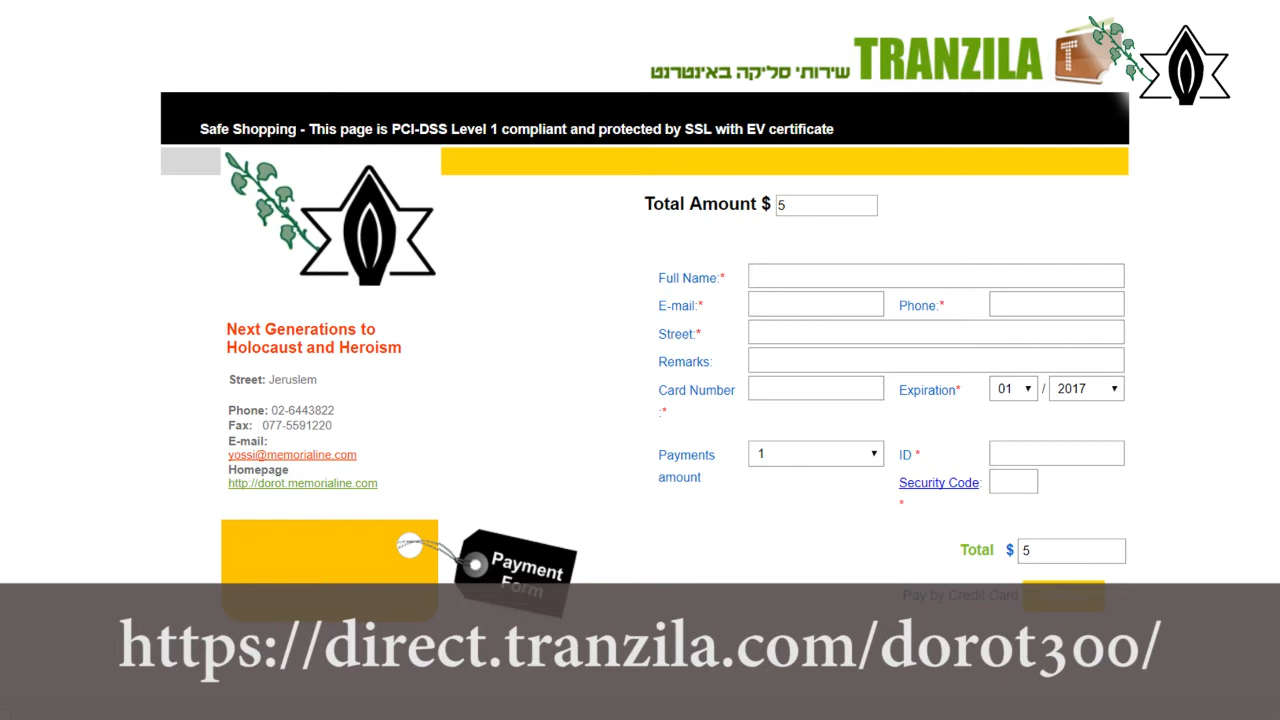 שירותי סליקה באינטרנט TRANZILA T
Safe Shopping - This page is PCI-DSS Level 1 compliant and protected by SSL with EV certificate
Total Amount $ 5
Full Name:*
E-mail:* Phone:*
Street:*
Remarks:
Card Number :* Expiration* 01 / 2017
Payments amount 1 ID *
Security Code: *
Total $ 5
Pay by Credit Card
Next Generations to
Holocaust and Heroism
Street: Jeruslem
Phone: 02-6443822
Fax: 077-5591220
E-mail:
yossi@memorialine.com
Homepage
http://dorot.memorialine.com
Payment
Form
https://direct.tranzila.com/dorot300/